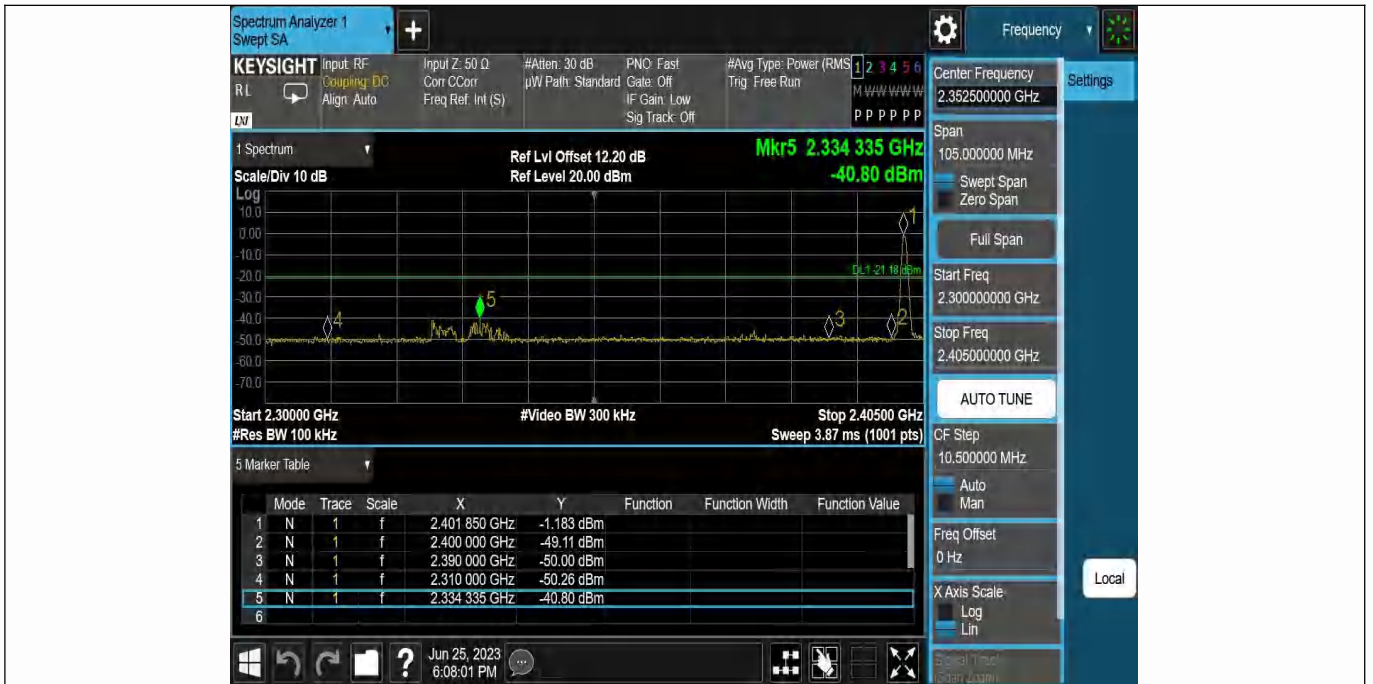 Spectrum Analyzer 1
Swept SA
+
Frequency
KEYSIGHT
R L
LXI
Input: RF
Coupling: DC
Align: Auto
Input Z: 50 Ω
Corr CCorr
Freq Ref: Int (S)
#Atten: 30 dB
µW Path: Standard
PNO: Fast
Gate: Off
IF Gain: Low
Sig Track: Off
#Avg Type: Power (RMS
Trig: Free Run
1 2 3 4 5 6
M W W W W W
P P P P P P
Center Frequency
2.352500000 GHz
Settings
Span
105.000000 MHz
Swept Span
Zero Span
Full Span
Start Freq
2.300000000 GHz
Stop Freq
2.405000000 GHz
AUTO TUNE
CF Step
10.500000 MHz
Auto
Man
Freq Offset
0 Hz
X Axis Scale
Log
Lin
Local
1 Spectrum
Scale/Div 10 dB
Ref Lvl Offset 12.20 dB
Ref Level 20.00 dBm
Mkr5 2.334 335 GHz
-40.80 dBm
Log
10.0
0.00
-10.0
-20.0
-30.0
-40.0
-50.0
-60.0
-70.0
1
DL1 -21.18 dBm
5
4
3
2
Start 2.30000 GHz
#Video BW 300 kHz
Stop 2.40500 GHz
#Res BW 100 kHz
Sweep 3.87 ms (1001 pts)
5 Marker Table
Mode Trace Scale X Y Function Function Width Function Value
1 N 1 f 2.401 850 GHz -1.183 dBm
2 N 1 f 2.400 000 GHz -49.11 dBm
3 N 1 f 2.390 000 GHz -50.00 dBm
4 N 1 f 2.310 000 GHz -50.26 dBm
5 N 1 f 2.334 335 GHz -40.80 dBm
6
?
Jun 25, 2023
6:08:01 PM